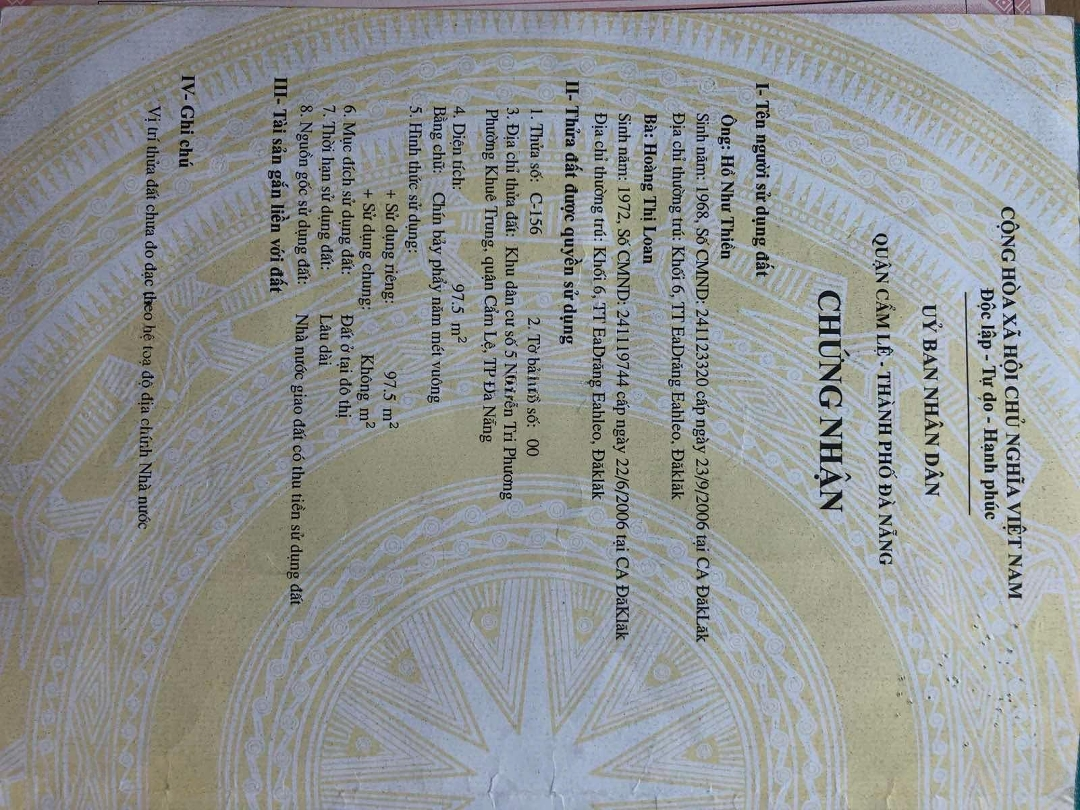 CỘNG HÒA XÃ HỘI CHỦ NGHĨA VIỆT NAM
Độc lập - Tự do - Hạnh phúc
UỶ BAN NHÂN DÂN
QUẬN CẨM LỆ - THÀNH PHỐ ĐÀ NẴNG
CHỨNG NHẬN
I- Tên người sử dụng đất
Ông: Hồ Như Thiền
Sinh năm: 1968, Số CMND: 241123320 cấp ngày 23/9/2006 tại CA ĐăkLăk
Địa chỉ thường trú: Khối 6, TT EaDrăng Eahleo, Đăklăk
Bà: Hoàng Thị Loan
Sinh năm: 1972, Số CMND: 241119744 cấp ngày 22/6/2006 tại CA ĐăKlăk
Địa chỉ thường trú: Khối 6, TT EaDrăng Eahleo, Đăklăk
II- Thửa đất được quyền sử dụng
1. Thửa số: C-156 2. Tờ bản đồ số: 00
3. Địa chỉ thửa đất: Khu dân cư số 5 Nguyễn Tri Phương
Phường Khuê Trung, quận Cẩm Lệ, TP Đà Nẵng
4. Diện tích: 97.5 m²
Bằng chữ: Chín bảy phẩy năm mét vuông
5. Hình thức sử dụng:
+ Sử dụng riêng: 97.5 m²
+ Sử dụng chung: Không m²
6. Mục đích sử dụng đất: Đất ở tại đô thị
7. Thời hạn sử dụng đất: Lâu dài
8. Nguồn gốc sử dụng đất: Nhà nước giao đất có thu tiền sử dụng đất
III- Tài sản gắn liền với đất
IV- Ghi chú
Vị trí thửa đất chưa đo đạc theo hệ toạ độ địa chính Nhà nước